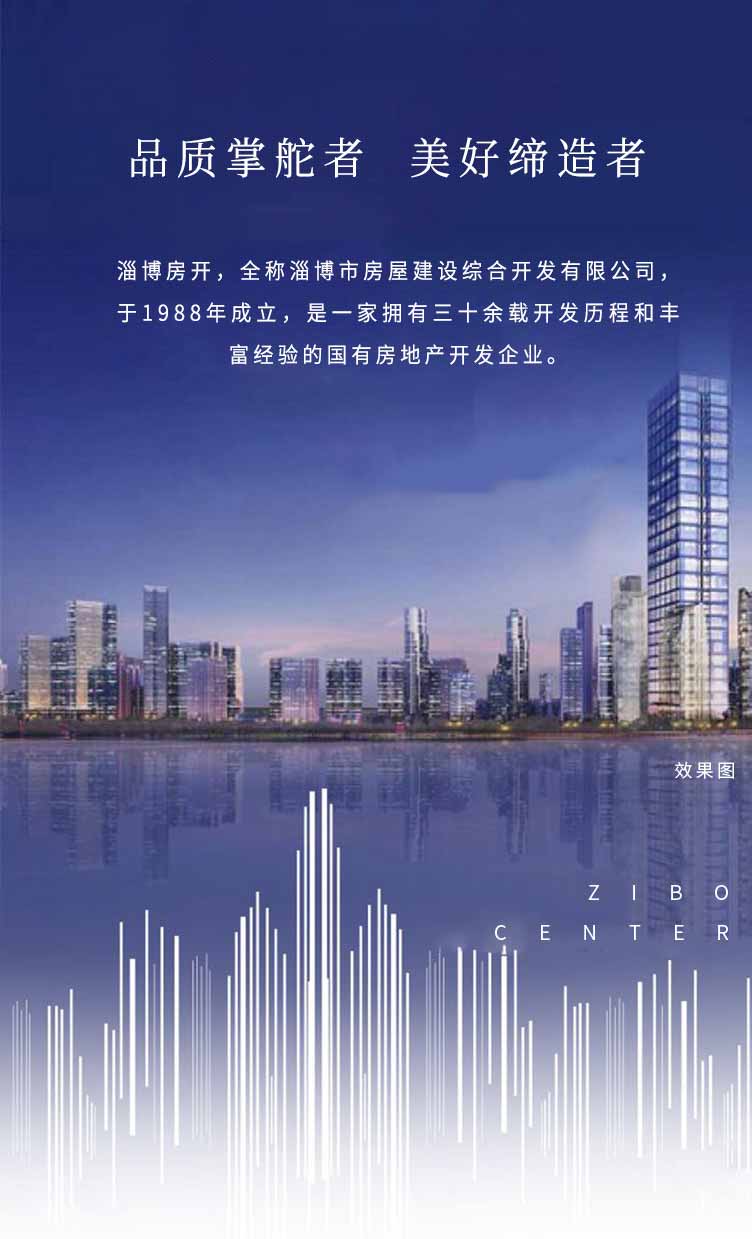 品质掌舵者 美好缔造者
淄博房开，全称淄博市房屋建设综合开发有限公司，
于1988年成立，是一家拥有三十余载开发历程和丰
富经验的国有房地产开发企业。
效果图
ZIBO
CENTER